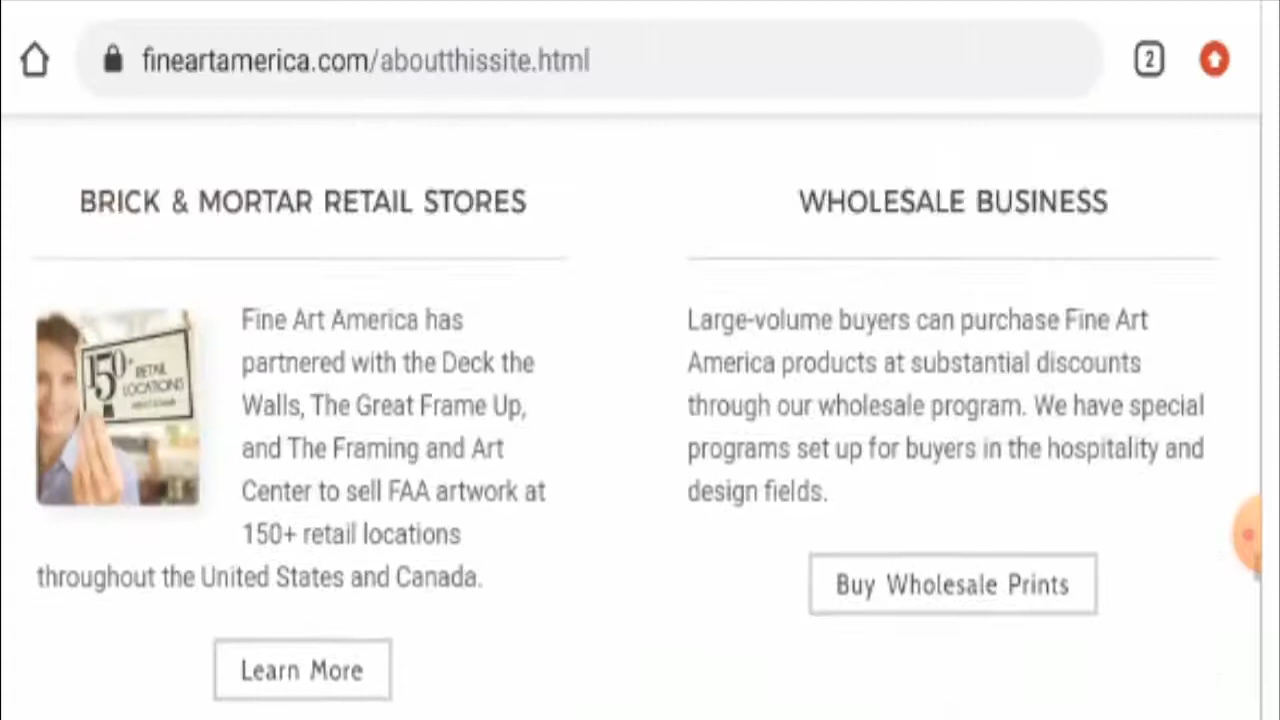 fineartamerica.com/aboutthissite.html
2
BRICK & MORTAR RETAIL STORES
150+ RETAIL
LOCATIONS
Fine Art America has
partnered with the Deck the
Walls, The Great Frame Up,
and The Framing and Art
Center to sell FAA artwork at
150+ retail locations
throughout the United States and Canada.
Learn More
WHOLESALE BUSINESS
Large-volume buyers can purchase Fine Art
America products at substantial discounts
through our wholesale program. We have special
programs set up for buyers in the hospitality and
design fields.
Buy Wholesale Prints